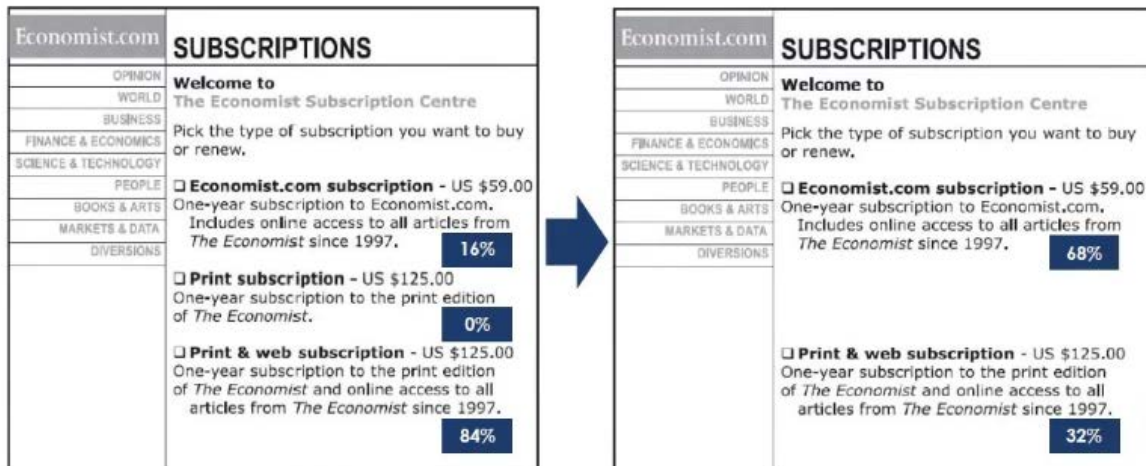 Economist.com
SUBSCRIPTIONS
OPINION
WORLD
BUSINESS
FINANCE & ECONOMICS
SCIENCE & TECHNOLOGY
PEOPLE
BOOKS & ARTS
MARKETS & DATA
DIVERSIONS
Welcome to
The Economist Subscription Centre
Pick the type of subscription you want to buy
or renew.
❑ Economist.com subscription - US $59.00
One-year subscription to Economist.com.
Includes online access to all articles from
The Economist since 1997.
16%
❑ Print subscription - US $125.00
One-year subscription to the print edition
of The Economist.
0%
❑ Print & web subscription - US $125.00
One-year subscription to the print edition
of The Economist and online access to all
articles from The Economist since 1997.
84%
Economist.com
SUBSCRIPTIONS
OPINION
WORLD
BUSINESS
FINANCE & ECONOMICS
SCIENCE & TECHNOLOGY
PEOPLE
BOOKS & ARTS
MARKETS & DATA
DIVERSIONS
Welcome to
The Economist Subscription Centre
Pick the type of subscription you want to buy
or renew.
❑ Economist.com subscription - US $59.00
One-year subscription to Economist.com.
Includes online access to all articles from
The Economist since 1997.
68%
❑ Print & web subscription - US $125.00
One-year subscription to the print edition
of The Economist and online access to all
articles from The Economist since 1997.
32%